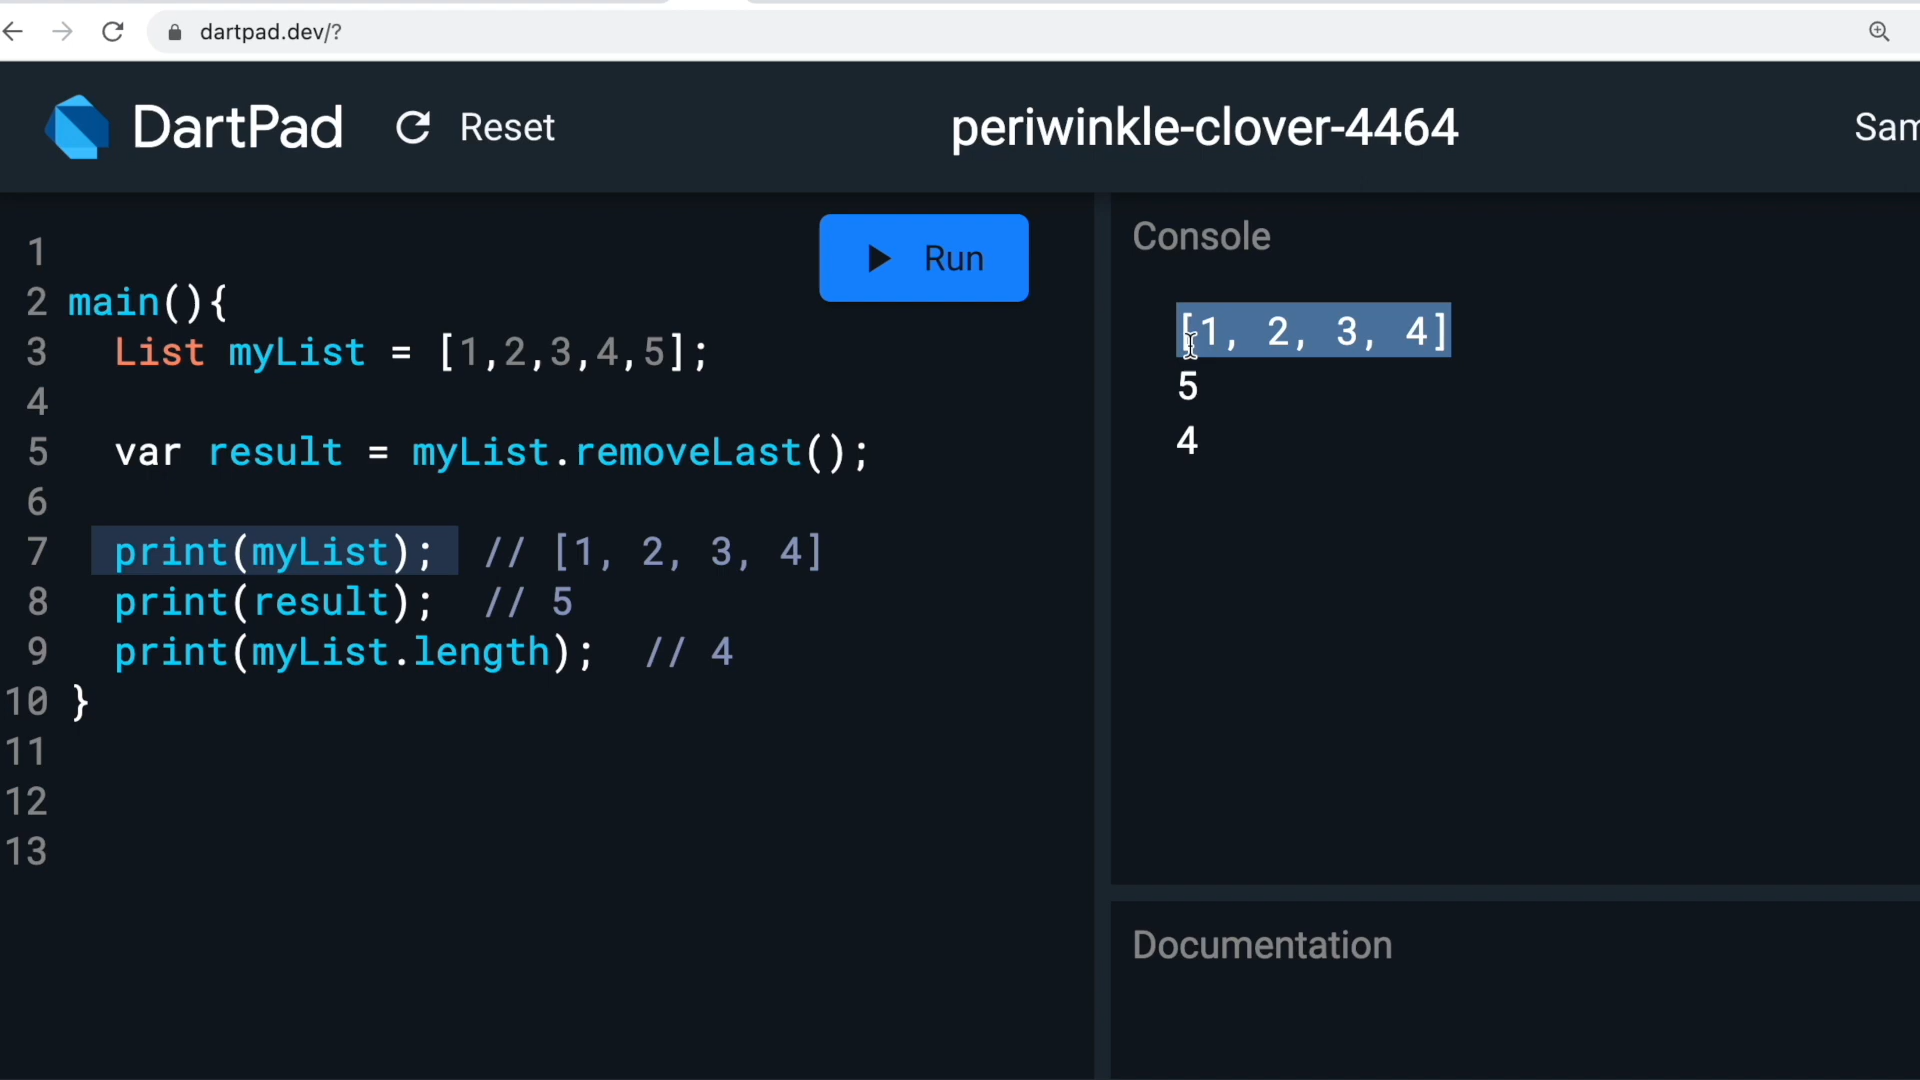 dartpad.dev/?
DartPad Reset periwinkle-clover-4464 Sam
Run
1
2 main(){
3 List myList = [1,2,3,4,5];
4
5 var result = myList.removeLast();
6
7 print(myList); // [1, 2, 3, 4]
8 print(result); // 5
9 print(myList.length); // 4
10 }
11
12
13
Console
[1, 2, 3, 4]
5
4
Documentation